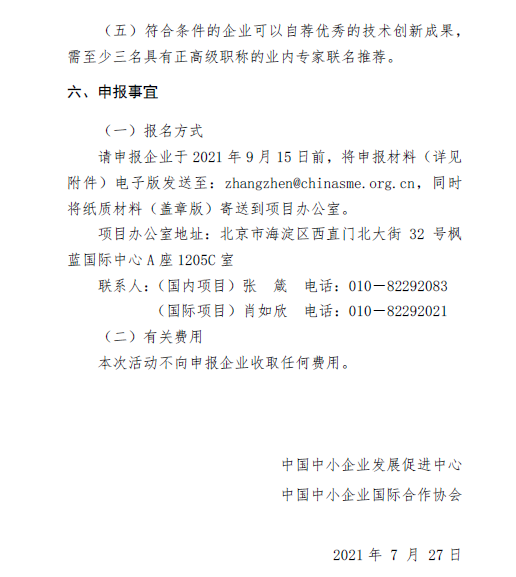 （五）符合条件的企业可以自荐优秀的技术创新成果，
需至少三名具有正高级职称的业内专家联名推荐。
六、申报事宜
（一）报名方式
请申报企业于 2021 年 9 月 15 日前，将申报材料（详见
附件）电子版发送至：zhangzhen@chinasme.org.cn，同时
将纸质材料（盖章版）寄送到项目办公室。
项目办公室地址：北京市海淀区西直门北大街 32 号枫
蓝国际中心 A 座 1205C 室
联系人：（国内项目）张 箴 电话：010－82292083
（国际项目）肖如欣 电话：010－82292021
（二）有关费用
本次活动不向申报企业收取任何费用。
中国中小企业发展促进中心
中国中小企业国际合作协会
2021 年 7 月 27 日